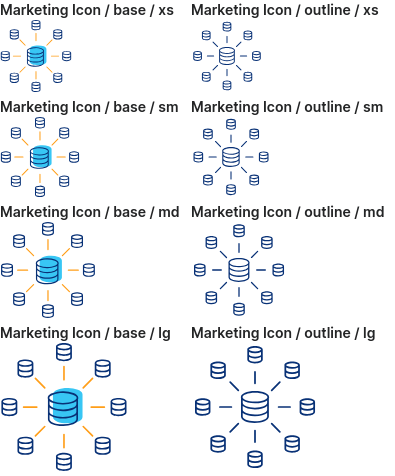 Marketing Icon / base / xs
Marketing Icon / outline / xs
Marketing Icon / base / sm
Marketing Icon / outline / sm
Marketing Icon / base / md
Marketing Icon / outline / md
Marketing Icon / base / lg
Marketing Icon / outline / lg